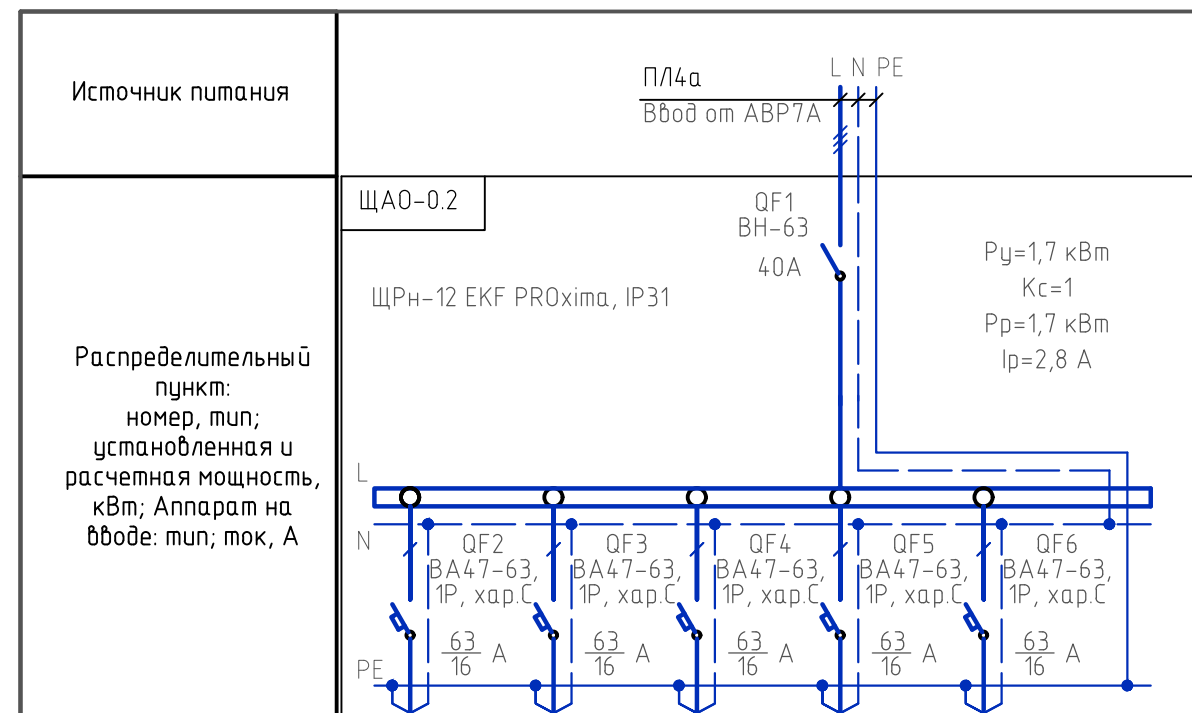 Источник питания
ПЛ4а
L N PE
Ввод от АВР7А
ЩАО-0.2
QF1
ВН-63
40А
ЩРн-12 EKF PROxima, IP31
Ру=1,7 кВт
Кс=1
Рр=1,7 кВт
Iр=2,8 А
Распределительный
пункт:
номер, тип;
установленная и
расчетная мощность,
кВт; Аппарат на
вводе: тип; ток, А
L
N
QF2
ВА47-63,
1Р, хар.С
63/16 А
QF3
ВА47-63,
1Р, хар.С
63/16 А
QF4
ВА47-63,
1Р, хар.С
63/16 А
QF5
ВА47-63,
1Р, хар.С
63/16 А
QF6
ВА47-63,
1Р, хар.С
63/16 А
PE